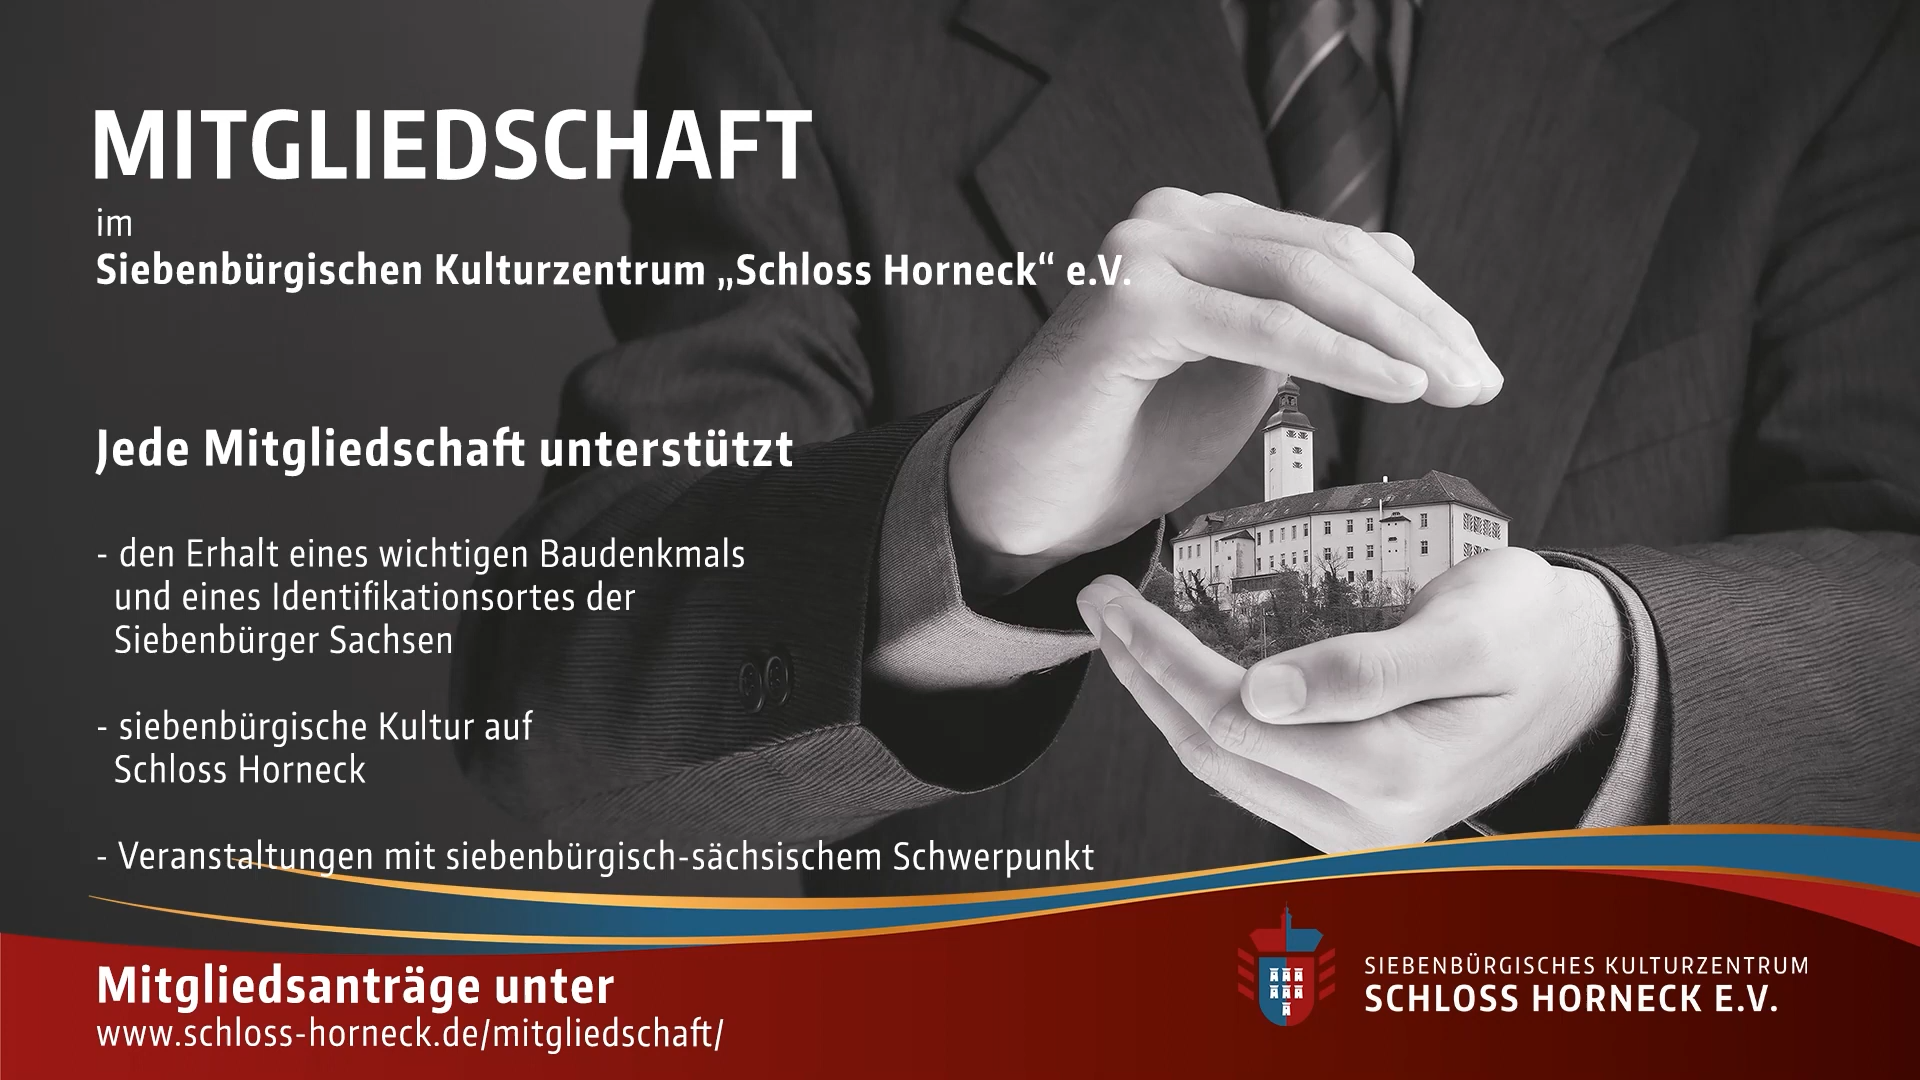 MITGLIEDSCHAFT
im
Siebenbürgischen Kulturzentrum „Schloss Horneck“ e.V.
Jede Mitgliedschaft unterstützt
- den Erhalt eines wichtigen Baudenkmals
und eines Identifikationsortes der
Siebenbürger Sachsen
- siebenbürgische Kultur auf
Schloss Horneck
- Veranstaltungen mit siebenbürgisch-sächsischem Schwerpunkt
Mitgliedsanträge unter
www.schloss-horneck.de/mitgliedschaft/
SIEBENBÜRGISCHES KULTURZENTRUM
SCHLOSS HORNECK E.V.